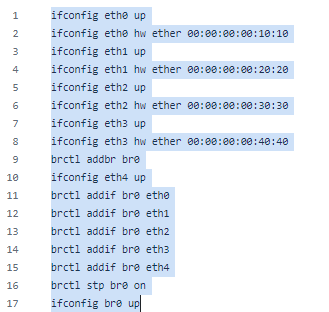 1 ifconfig eth0 up
2 ifconfig eth0 hw ether 00:00:00:00:10:10
3 ifconfig eth1 up
4 ifconfig eth1 hw ether 00:00:00:00:20:20
5 ifconfig eth2 up
6 ifconfig eth2 hw ether 00:00:00:00:30:30
7 ifconfig eth3 up
8 ifconfig eth3 hw ether 00:00:00:00:40:40
9 brctl addbr br0
10 ifconfig eth4 up
11 brctl addif br0 eth0
12 brctl addif br0 eth1
13 brctl addif br0 eth2
14 brctl addif br0 eth3
15 brctl addif br0 eth4
16 brctl stp br0 on
17 ifconfig br0 up